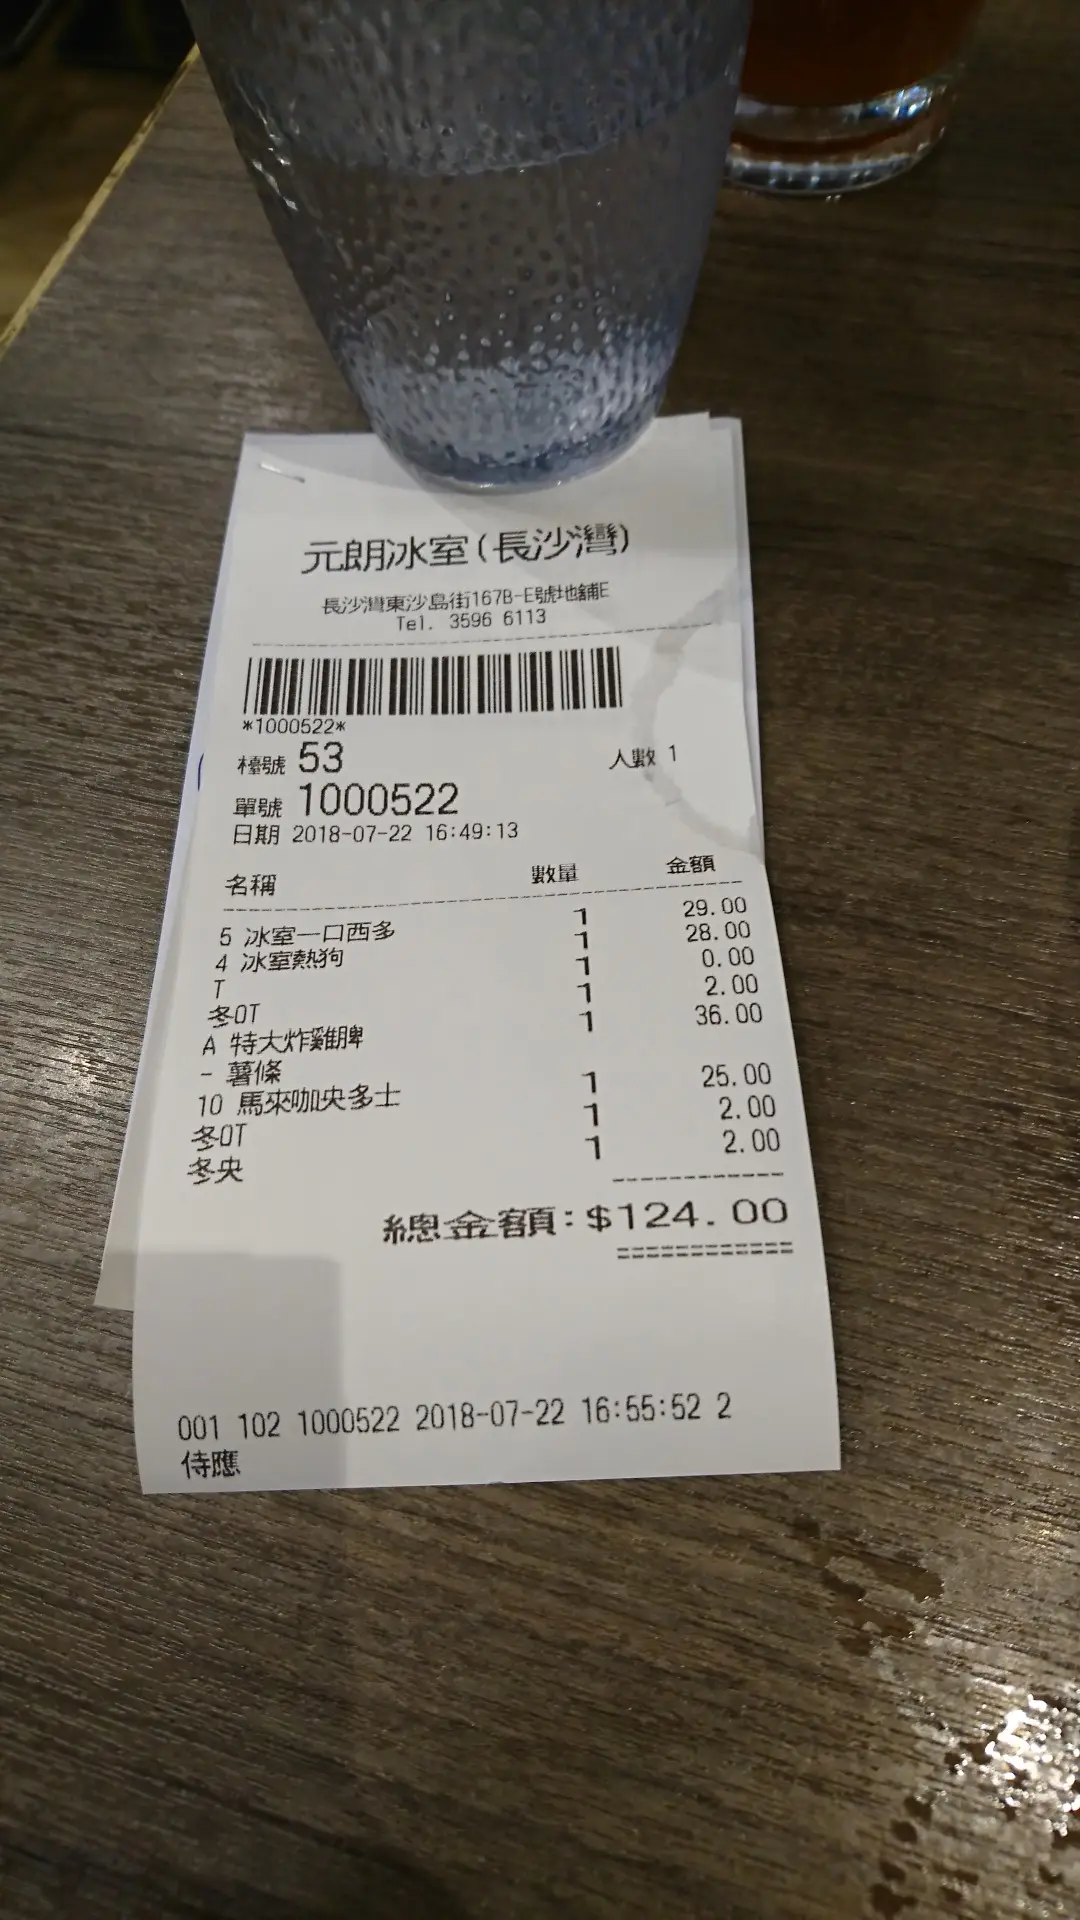 元朗冰室(長沙灣)
長沙灣東沙島街167B-E號地舖E
Tel. 3596 6113
*1000522*
檯號 53 人數 1
單號 1000522
日期 2018-07-22 16:49:13
名稱 數量 金額
5 冰室一口西多 1 29.00
4 冰室熱狗 1 28.00
T 1 0.00
冬OT 1 2.00
A 特大炸雞脾 1 36.00
- 薯條
10 馬來咖央多士 1 25.00
冬OT 1 2.00
冬央 1 2.00
總金額:$124.00
001 102 1000522 2018-07-22 16:55:52 2
侍應